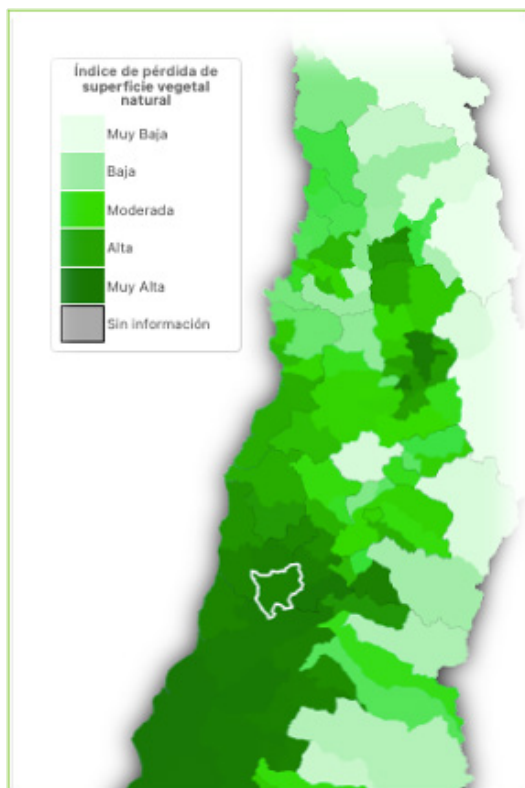 Índice de pérdida de
superficie vegetal
natural
Muy Baja
Baja
Moderada
Alta
Muy Alta
Sin información